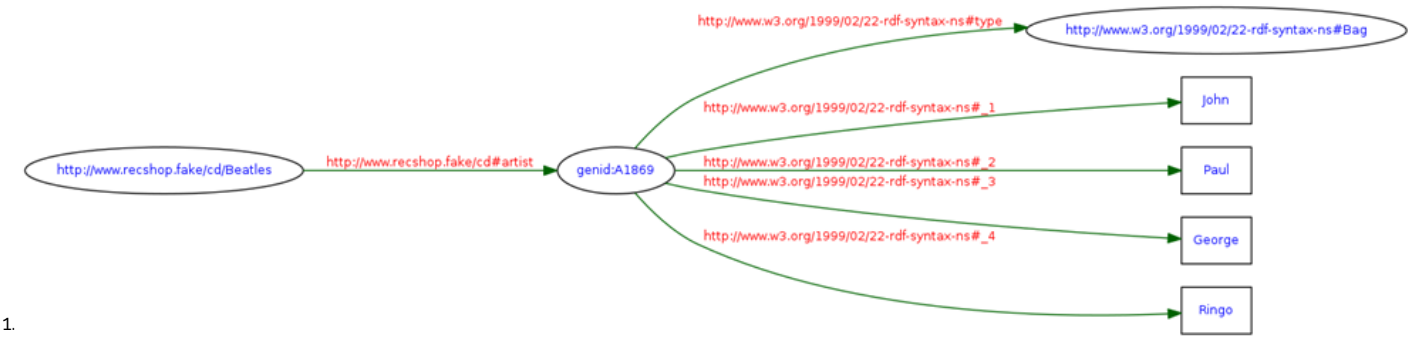 http://www.w3.org/1999/02/22-rdf-syntax-ns#type
http://www.w3.org/1999/02/22-rdf-syntax-ns#Bag
http://www.w3.org/1999/02/22-rdf-syntax-ns#_1
John
http://www.recshop.fake/cd/Beatles
http://www.recshop.fake/cd#artist
genid:A1869
http://www.w3.org/1999/02/22-rdf-syntax-ns#_2
Paul
http://www.w3.org/1999/02/22-rdf-syntax-ns#_3
http://www.w3.org/1999/02/22-rdf-syntax-ns#_4
George
Ringo
1.